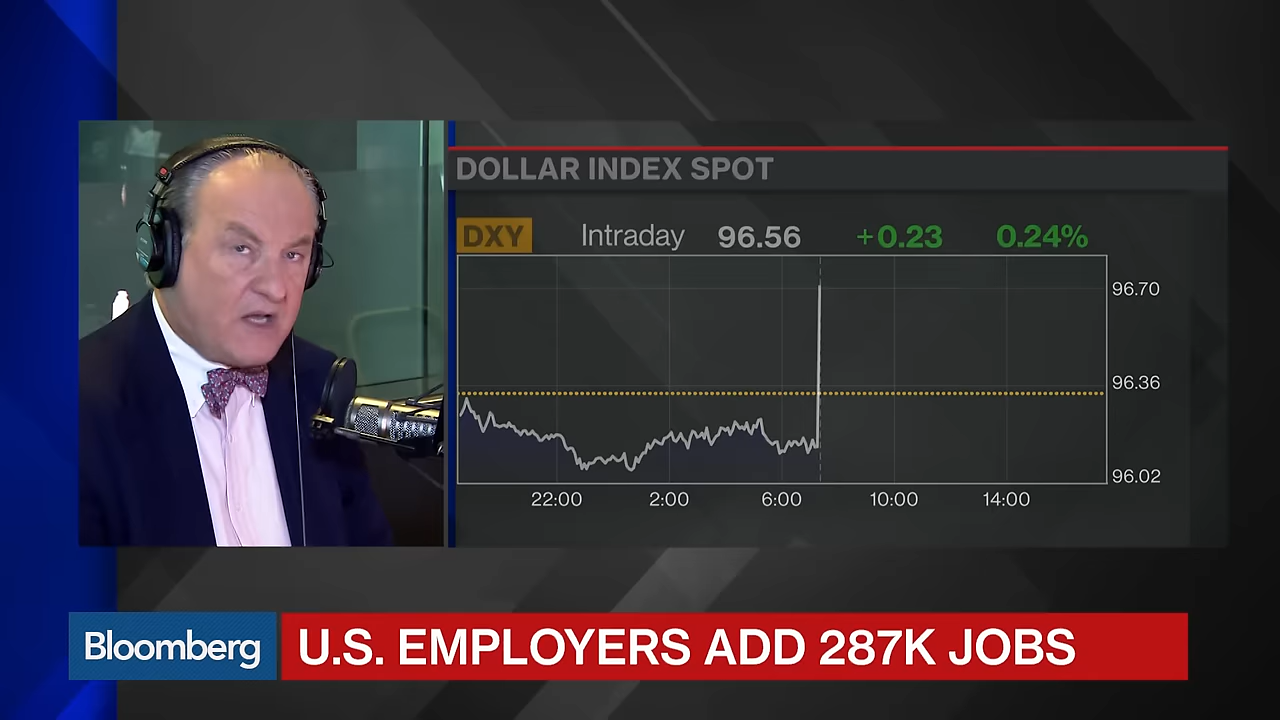 DOLLAR INDEX SPOT
DXY Intraday 96.56 +0.23 0.24%
96.70
96.36
96.02
22:00 2:00 6:00 10:00 14:00
Bloomberg U.S. EMPLOYERS ADD 287K JOBS